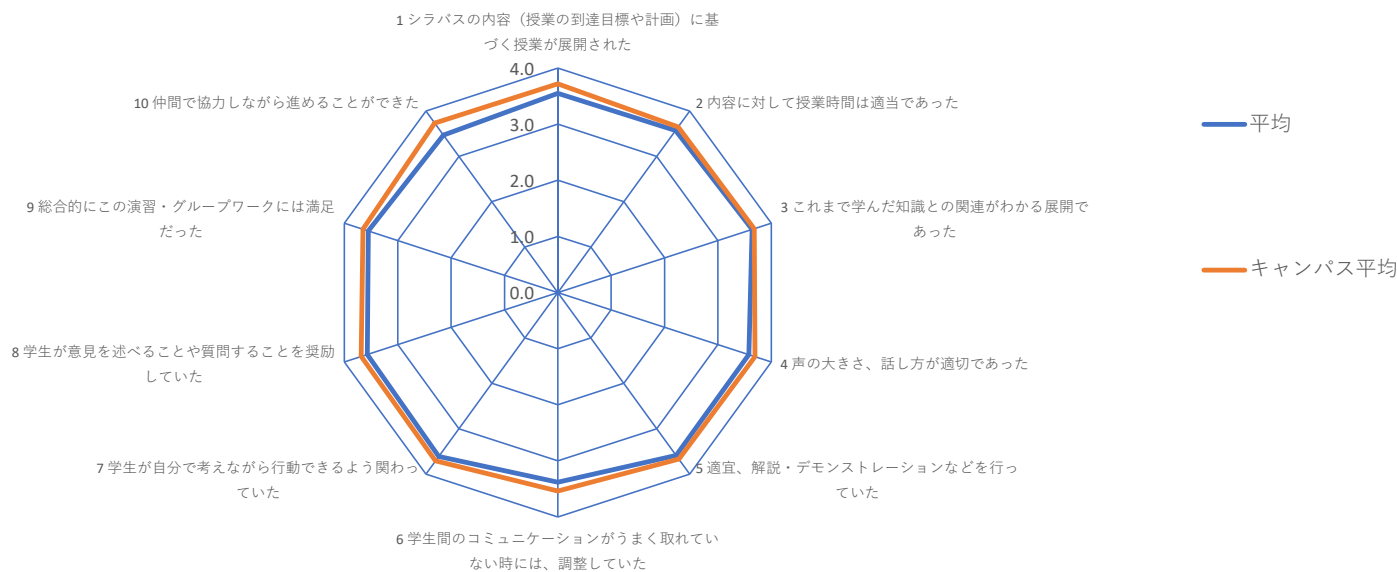 1 シラバスの内容（授業の到達目標や計画）に基
づく授業が展開された
4.0
3.0
2.0
1.0
0.0
2 内容に対して授業時間は適当であった
3 これまで学んだ知識との関連がわかる展開で
あった
4 声の大きさ、話し方が適切であった
5 適宜、解説・デモンストレーションなどを行っ
ていた
6 学生間のコミュニケーションがうまく取れてい
ない時には、調整していた
7 学生が自分で考えながら行動できるよう関わっ
ていた
8 学生が意見を述べることや質問することを奨励
していた
9 総合的にこの演習・グループワークには満足
だった
10 仲間で協力しながら進めることができた
平均
キャンパス平均